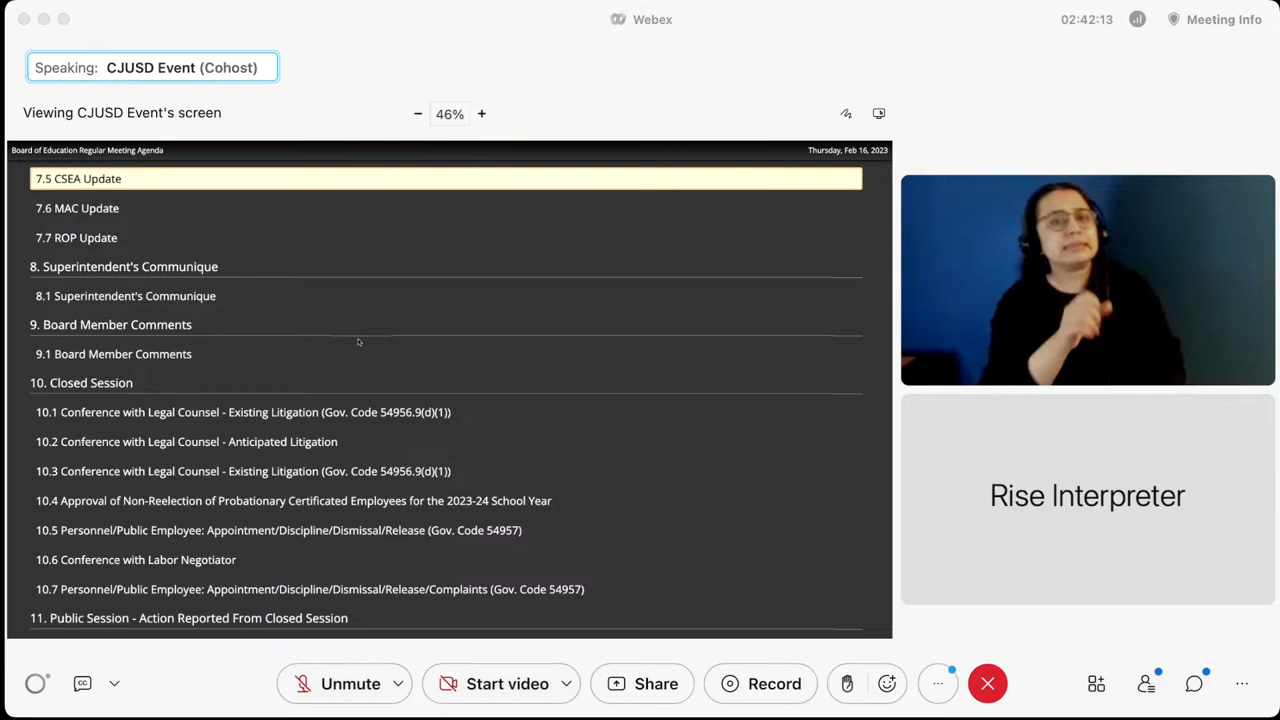 Webex
02:42:13
Meeting Info
Speaking: CJUSD Event (Cohost)
Viewing CJUSD Event's screen
− 46% +
Board of Education Regular Meeting Agenda
Thursday, Feb 16, 2023
7.5 CSEA Update
7.6 MAC Update
7.7 ROP Update
8. Superintendent's Communique
8.1 Superintendent's Communique
9. Board Member Comments
9.1 Board Member Comments
10. Closed Session
10.1 Conference with Legal Counsel - Existing Litigation (Gov. Code 54956.9(d)(1))
10.2 Conference with Legal Counsel - Anticipated Litigation
10.3 Conference with Legal Counsel - Existing Litigation (Gov. Code 54956.9(d)(1))
10.4 Approval of Non-Reelection of Probationary Certificated Employees for the 2023-24 School Year
10.5 Personnel/Public Employee: Appointment/Discipline/Dismissal/Release (Gov. Code 54957)
10.6 Conference with Labor Negotiator
10.7 Personnel/Public Employee: Appointment/Discipline/Dismissal/Release/Complaints (Gov. Code 54957)
11. Public Session - Action Reported From Closed Session
Rise Interpreter
CC
Unmute
Start video
Share
Record